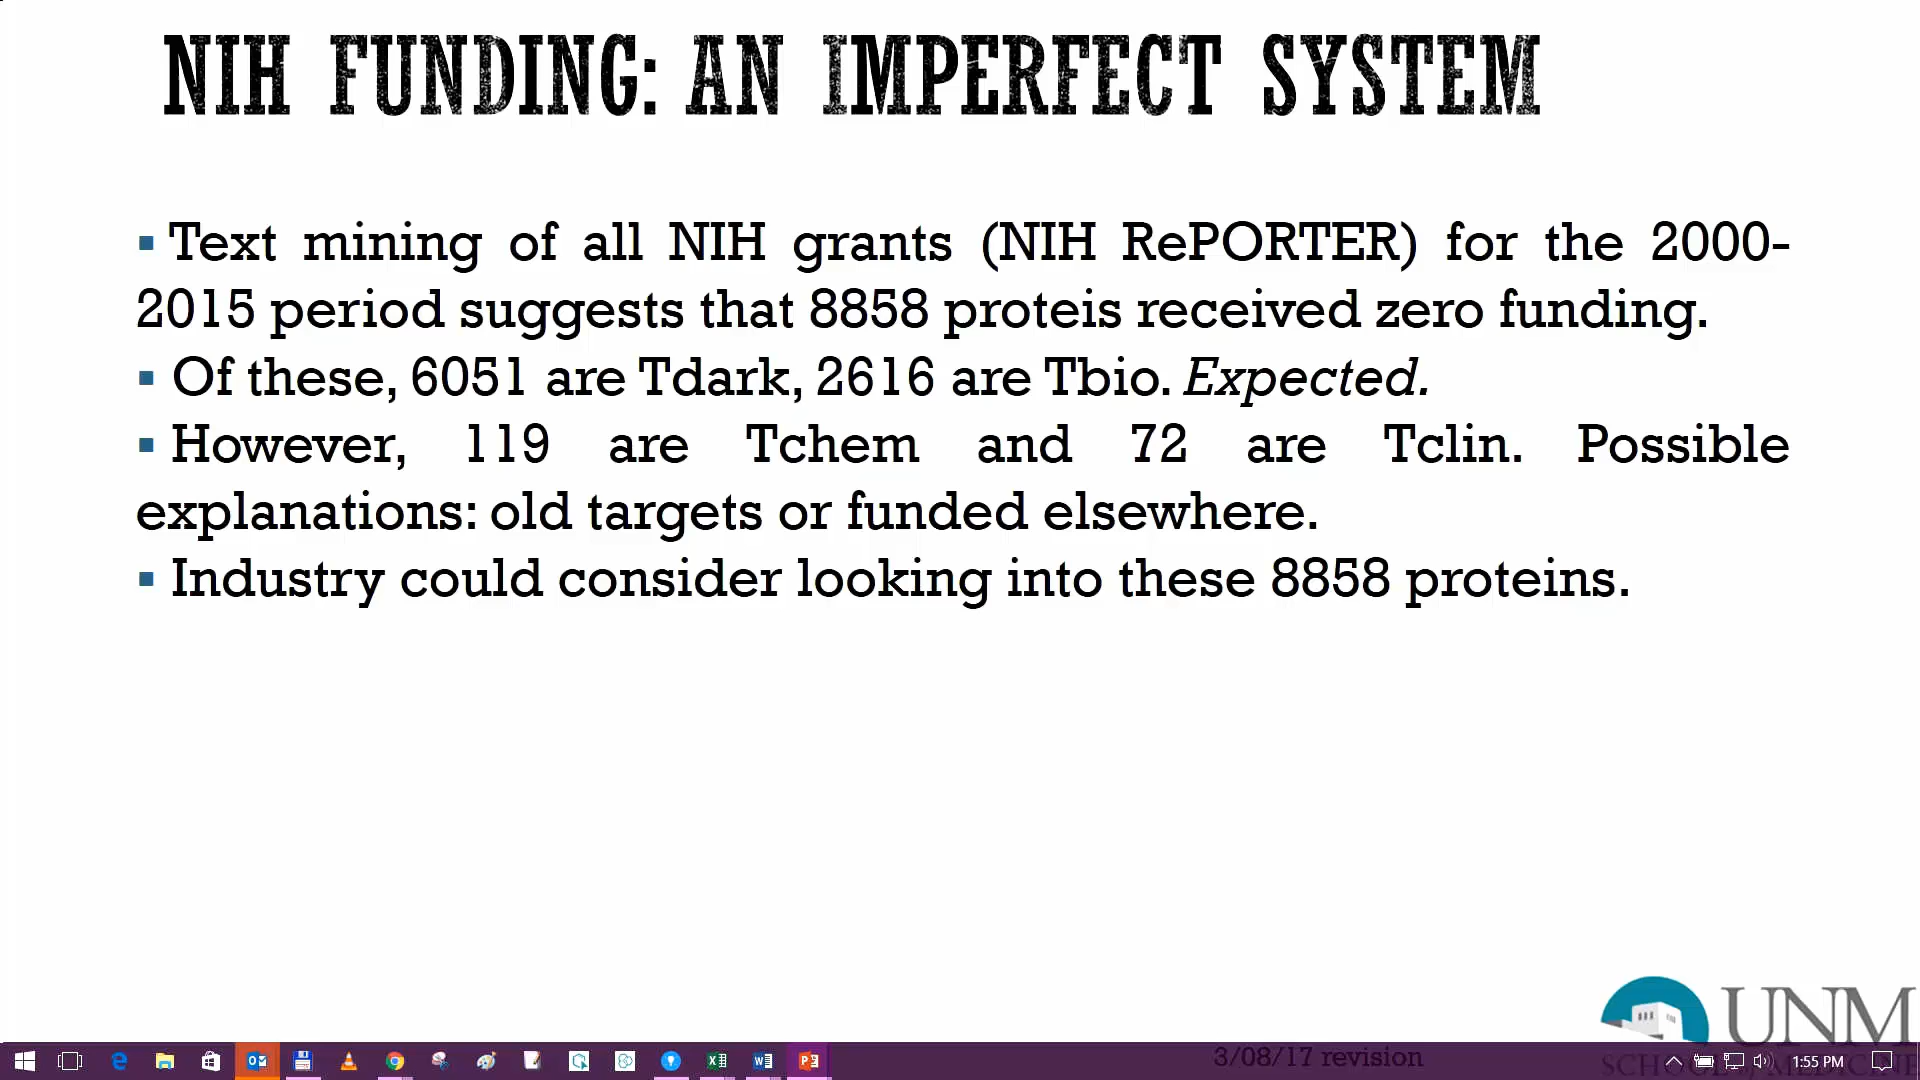 NIH FUNDING: AN IMPERFECT SYSTEM
▪ Text mining of all NIH grants (NIH RePORTER) for the 2000-
2015 period suggests that 8858 proteis received zero funding.
▪ Of these, 6051 are Tdark, 2616 are Tbio. Expected.
▪ However, 119 are Tchem and 72 are Tclin. Possible
explanations: old targets or funded elsewhere.
▪ Industry could consider looking into these 8858 proteins.
UNM
SCHOOL of MEDICINE
3/08/17 revision
1:55 PM